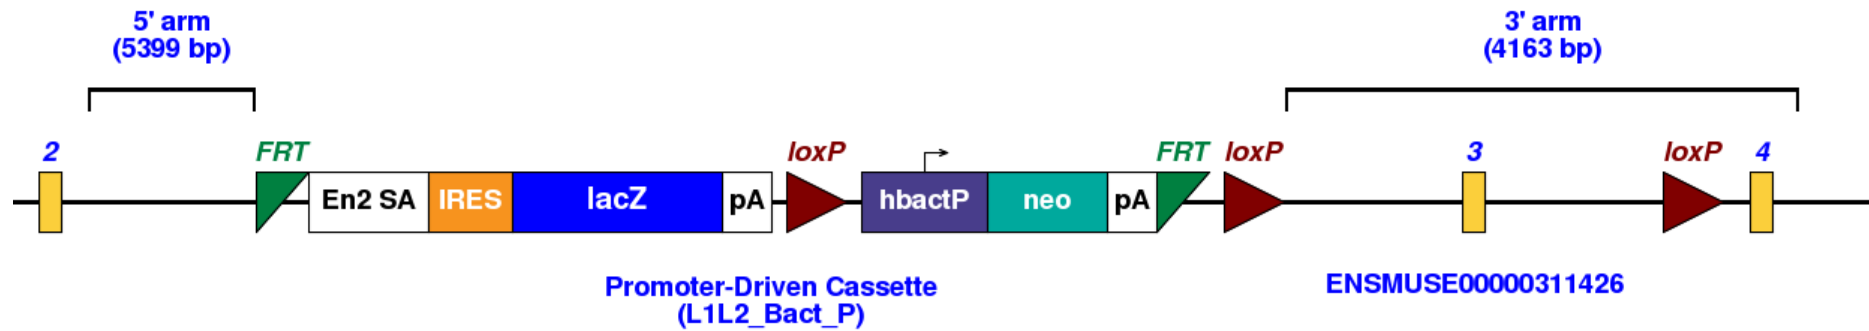 5' arm
(5399 bp)
3' arm
(4163 bp)
2
FRT
loxP
FRT
loxP
3
loxP
4
En2 SA
IRES
lacZ
pA
hbactP
neo
pA
Promoter-Driven Cassette
(L1L2_Bact_P)
ENSMUSE00000311426